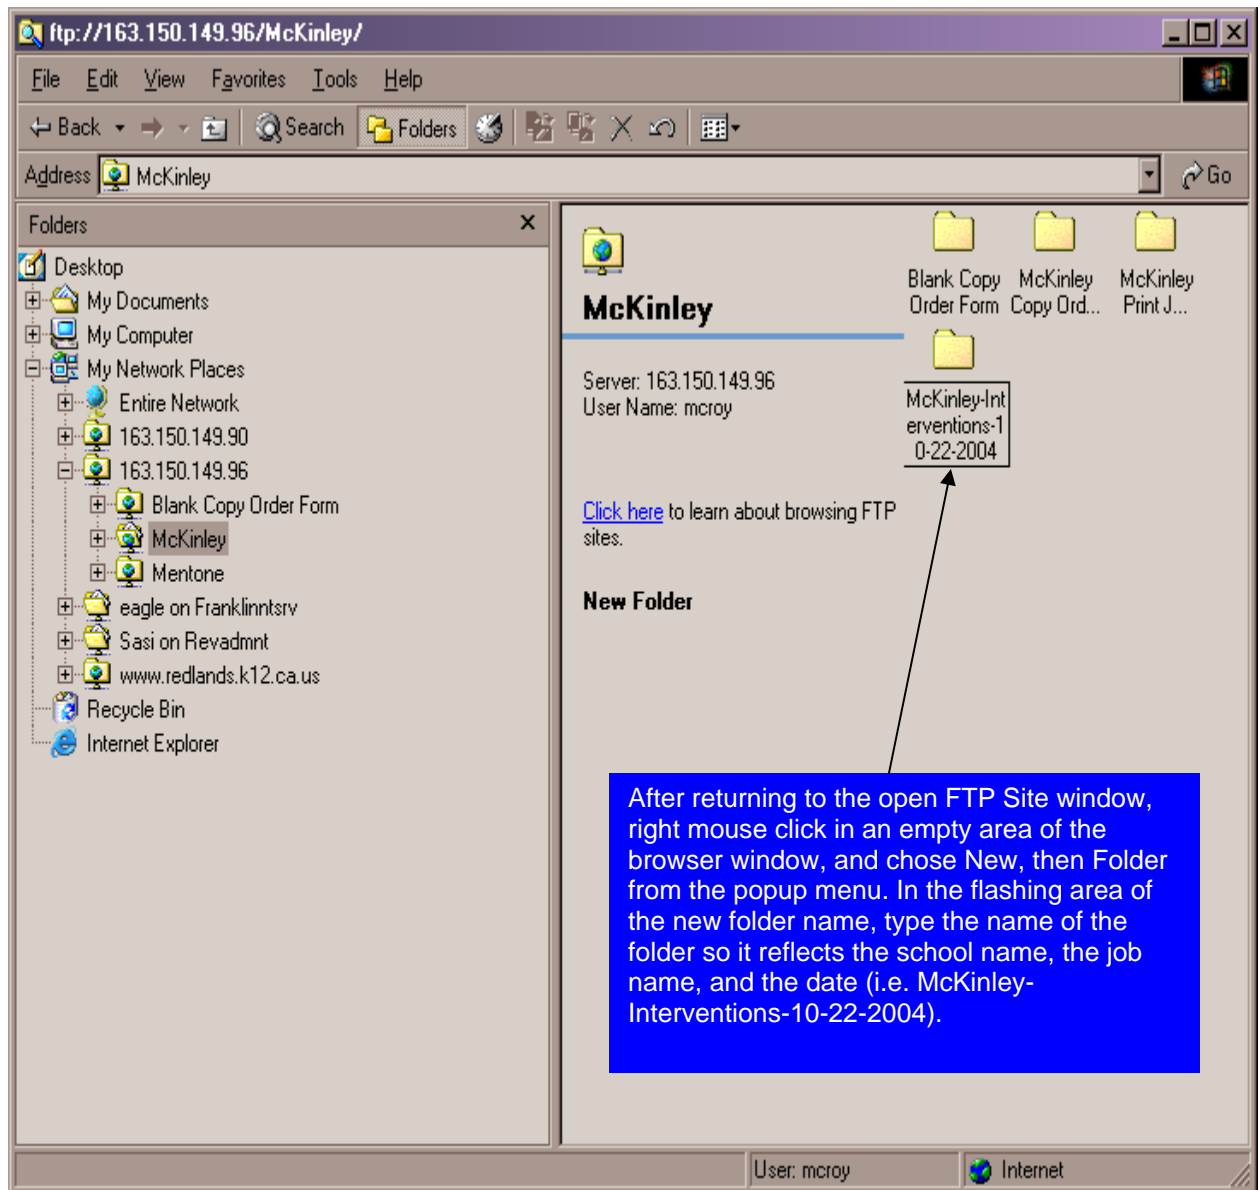 ftp://163.150.149.96/McKinley/
File Edit View Favorites Tools Help
Back Search Folders
Address McKinley Go
Folders
Desktop
My Documents
My Computer
My Network Places
Entire Network
163.150.149.90
163.150.149.96
Blank Copy Order Form
McKinley
Mentone
eagle on Franklinntsrv
Sasi on Revadmnt
www.redlands.k12.ca.us
Recycle Bin
Internet Explorer
McKinley
Server: 163.150.149.96
User Name: mcroy
Click here to learn about browsing FTP
sites.
New Folder
Blank Copy
Order Form
McKinley
Copy Ord...
McKinley
Print J...
McKinley-Int
erventions-1
0-22-2004
After returning to the open FTP Site window,
right mouse click in an empty area of the
browser window, and chose New, then Folder
from the popup menu. In the flashing area of
the new folder name, type the name of the
folder so it reflects the school name, the job
name, and the date (i.e. McKinley-
Interventions-10-22-2004).
User: mcroy
Internet